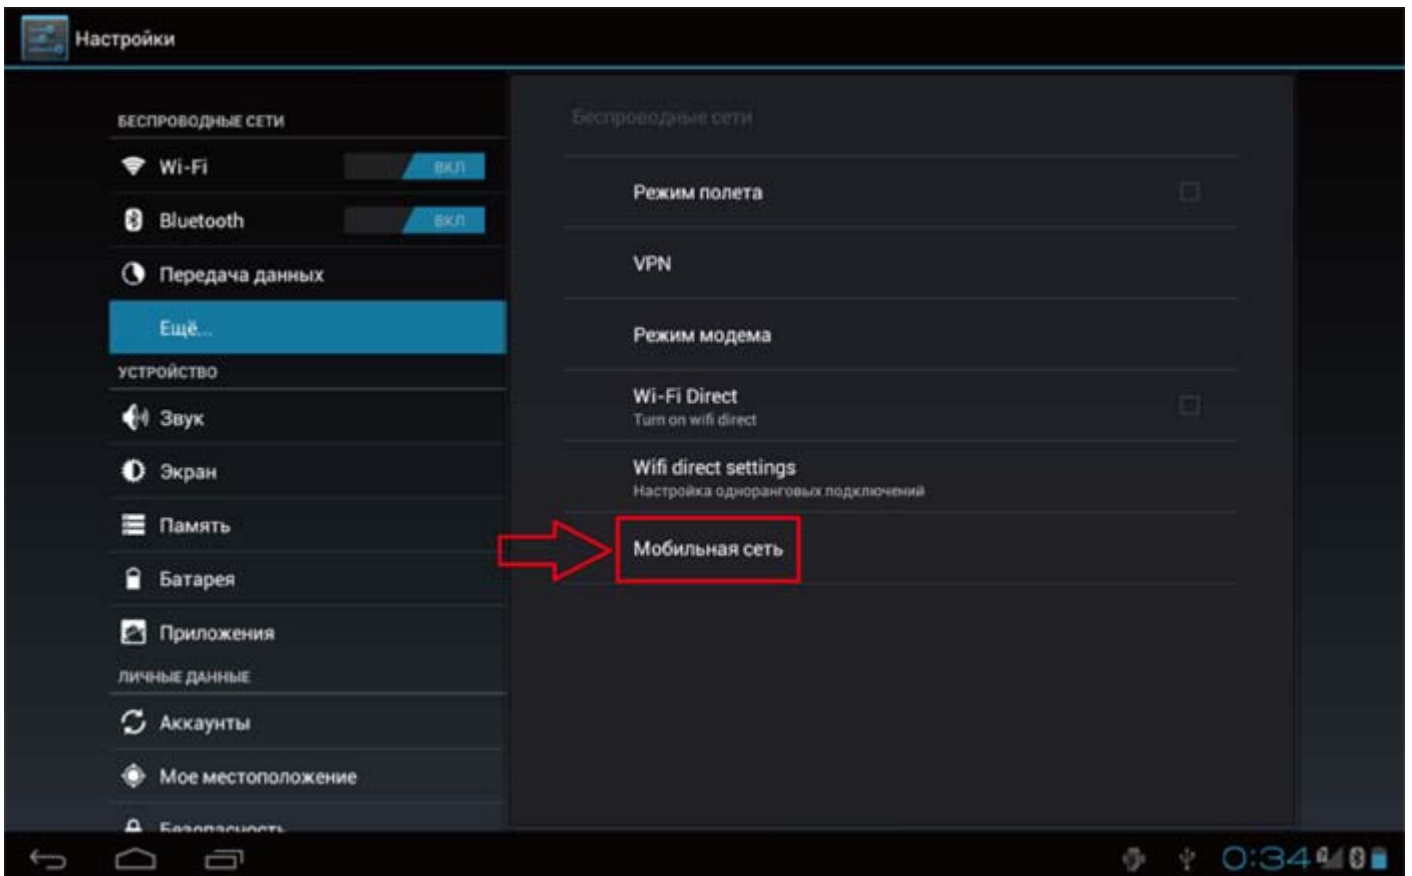 Настройки
БЕСПРОВОДНЫЕ СЕТИ
Wi-Fi
ВКЛ
Bluetooth
ВКЛ
Передача данных
Ещё...
УСТРОЙСТВО
Звук
Экран
Память
Батарея
Приложения
ЛИЧНЫЕ ДАННЫЕ
Аккаунты
Мое местоположение
Безопасность
Беспроводные сети
Режим полета
VPN
Режим модема
Wi-Fi Direct
Turn on wifi direct
Wifi direct settings
Настройка одноранговых подключений
Мобильная сеть
0:34